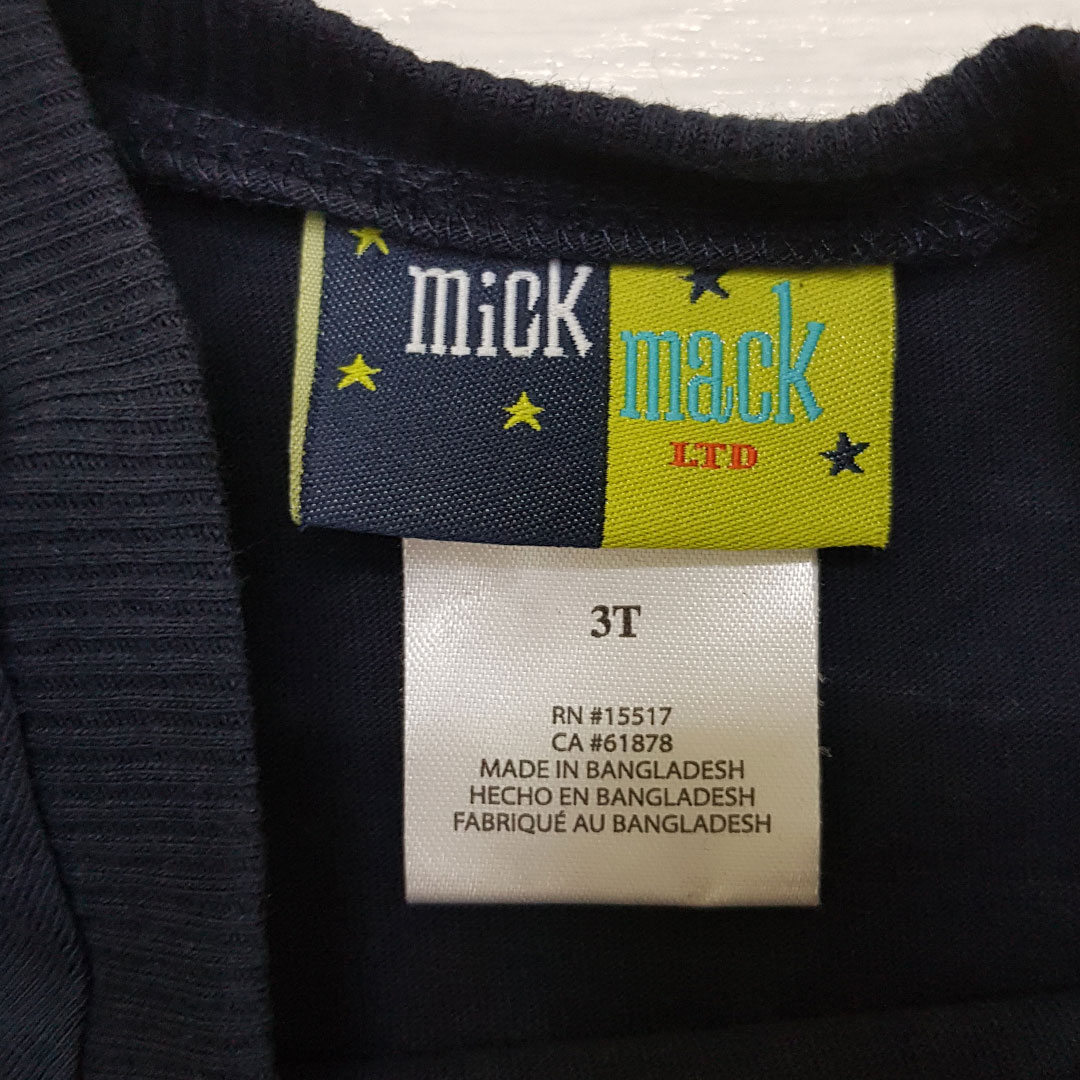 mick mack
LTD
3T
RN #15517
CA #61878
MADE IN BANGLADESH
HECHO EN BANGLADESH
FABRIQUÉ AU BANGLADESH